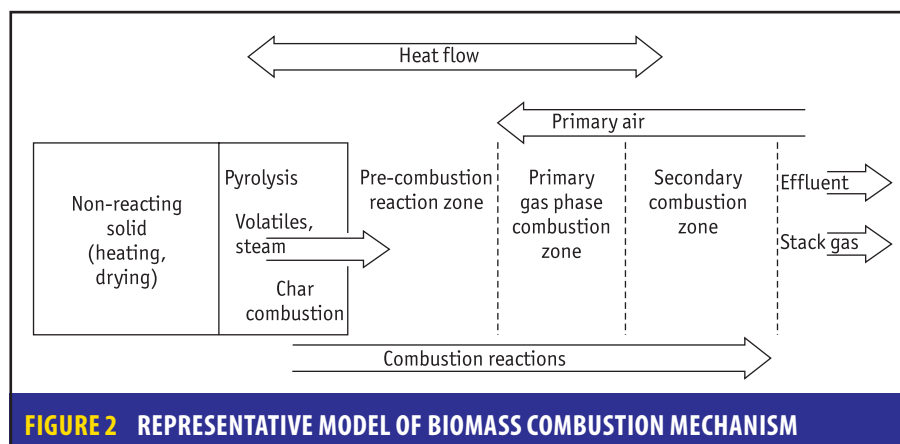 Heat flow
Primary air
Non-reacting
solid
(heating,
drying)
Pyrolysis
Volatiles,
steam
Char
combustion
Pre-combustion
reaction zone
Primary
gas phase
combustion
zone
Secondary
combustion
zone
Effluent
Stack gas
Combustion reactions
FIGURE 2 REPRESENTATIVE MODEL OF BIOMASS COMBUSTION MECHANISM